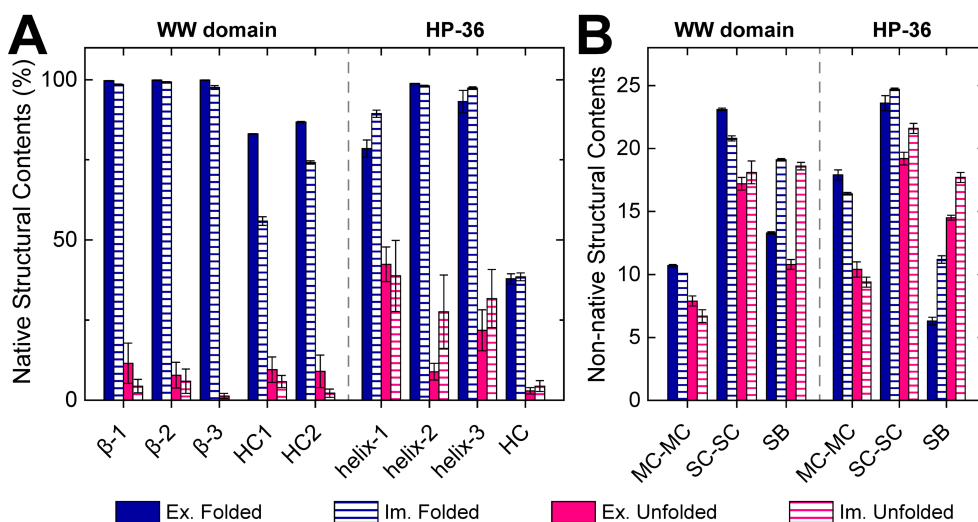 A
WW domain
HP-36
Native Structural Contents (%)
100
50
0
β-1
β-2
β-3
HC1
HC2
helix-1
helix-2
helix-3
HC
B
WW domain
HP-36
Non-native Structural Contents
25
20
15
10
5
0
MC-MC
SC-SC
SB
MC-MC
SC-SC
SB
Ex. Folded
Im. Folded
Ex. Unfolded
Im. Unfolded